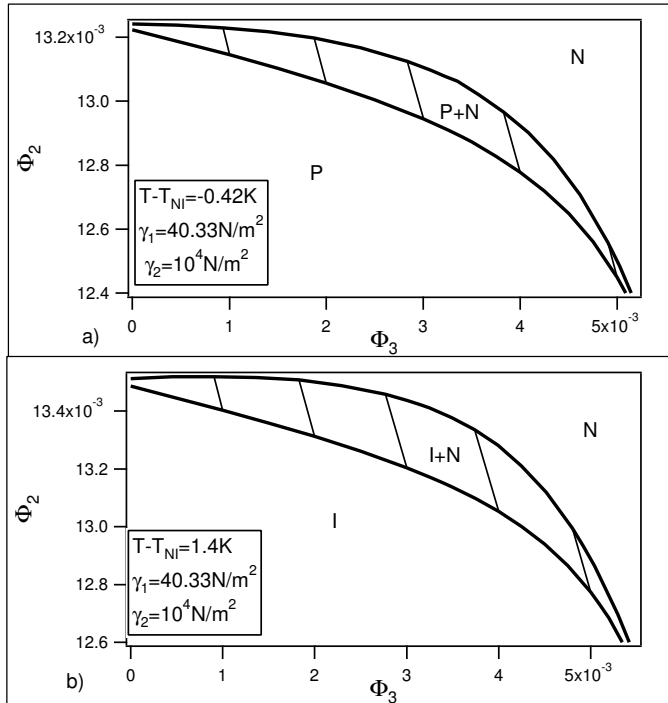 13.2x10⁻³
13.0
12.8
12.6
12.4
Φ₂
N
P+N
P
T-T_NI=-0.42K
γ₁=40.33N/m²
γ₂=10⁴N/m²
0
1
2
3
4
5x10⁻³
a)
Φ₃
13.4x10⁻³
13.2
13.0
12.8
12.6
Φ₂
N
I+N
I
T-T_NI=1.4K
γ₁=40.33N/m²
γ₂=10⁴N/m²
0
1
2
3
4
5x10⁻³
b)
Φ₃